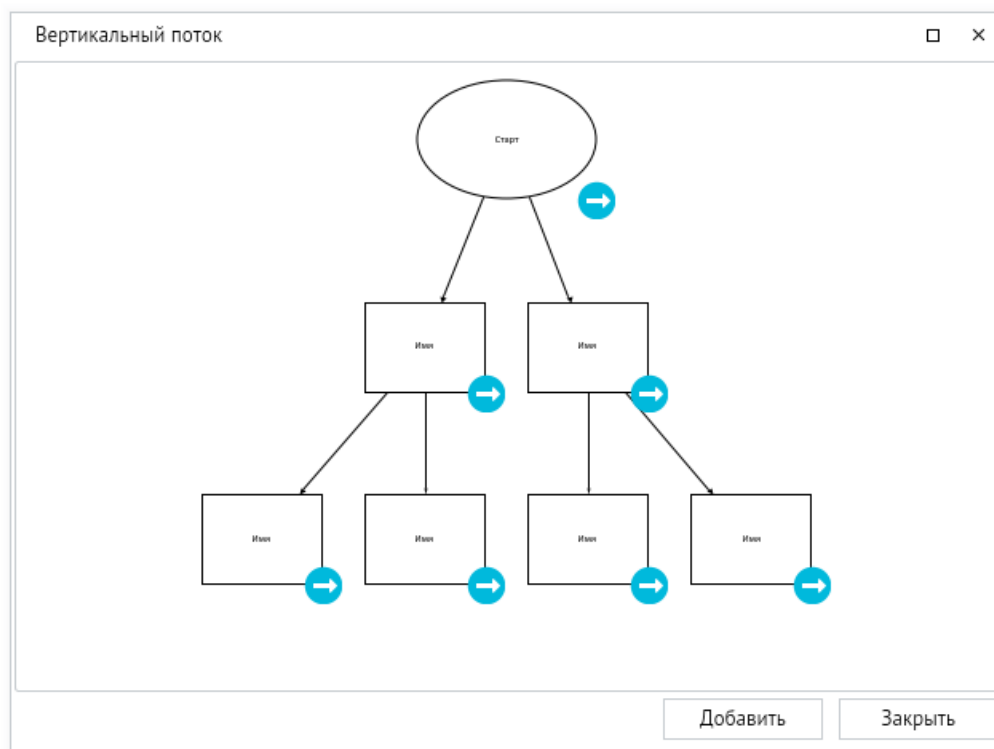 Вертикальный поток
Старт
Имя
Имя
Имя
Имя
Имя
Имя
Добавить
Закрыть